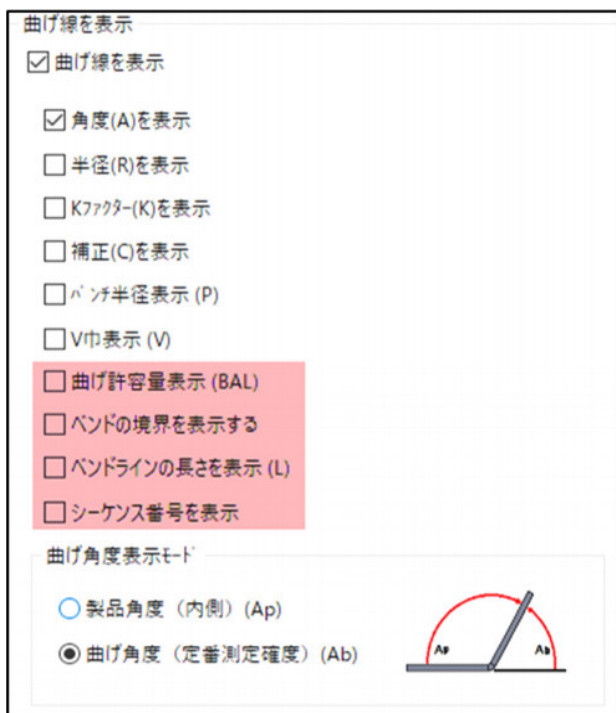 曲げ線を表示
曲げ線を表示
角度(A)を表示
半径(R)を表示
Kﾌｧｸﾀｰ(K)を表示
補正(C)を表示
ﾊﾟﾝﾁ半径表示 (P)
V巾表示 (V)
曲げ許容量表示 (BAL)
ベンドの境界を表示する
ベンドラインの長さを表示 (L)
シーケンス番号を表示
曲げ角度表示ﾓｰﾄﾞ
製品角度（内側）(Ap)
曲げ角度（定番測定確度）(Ab)
Ap
Ab